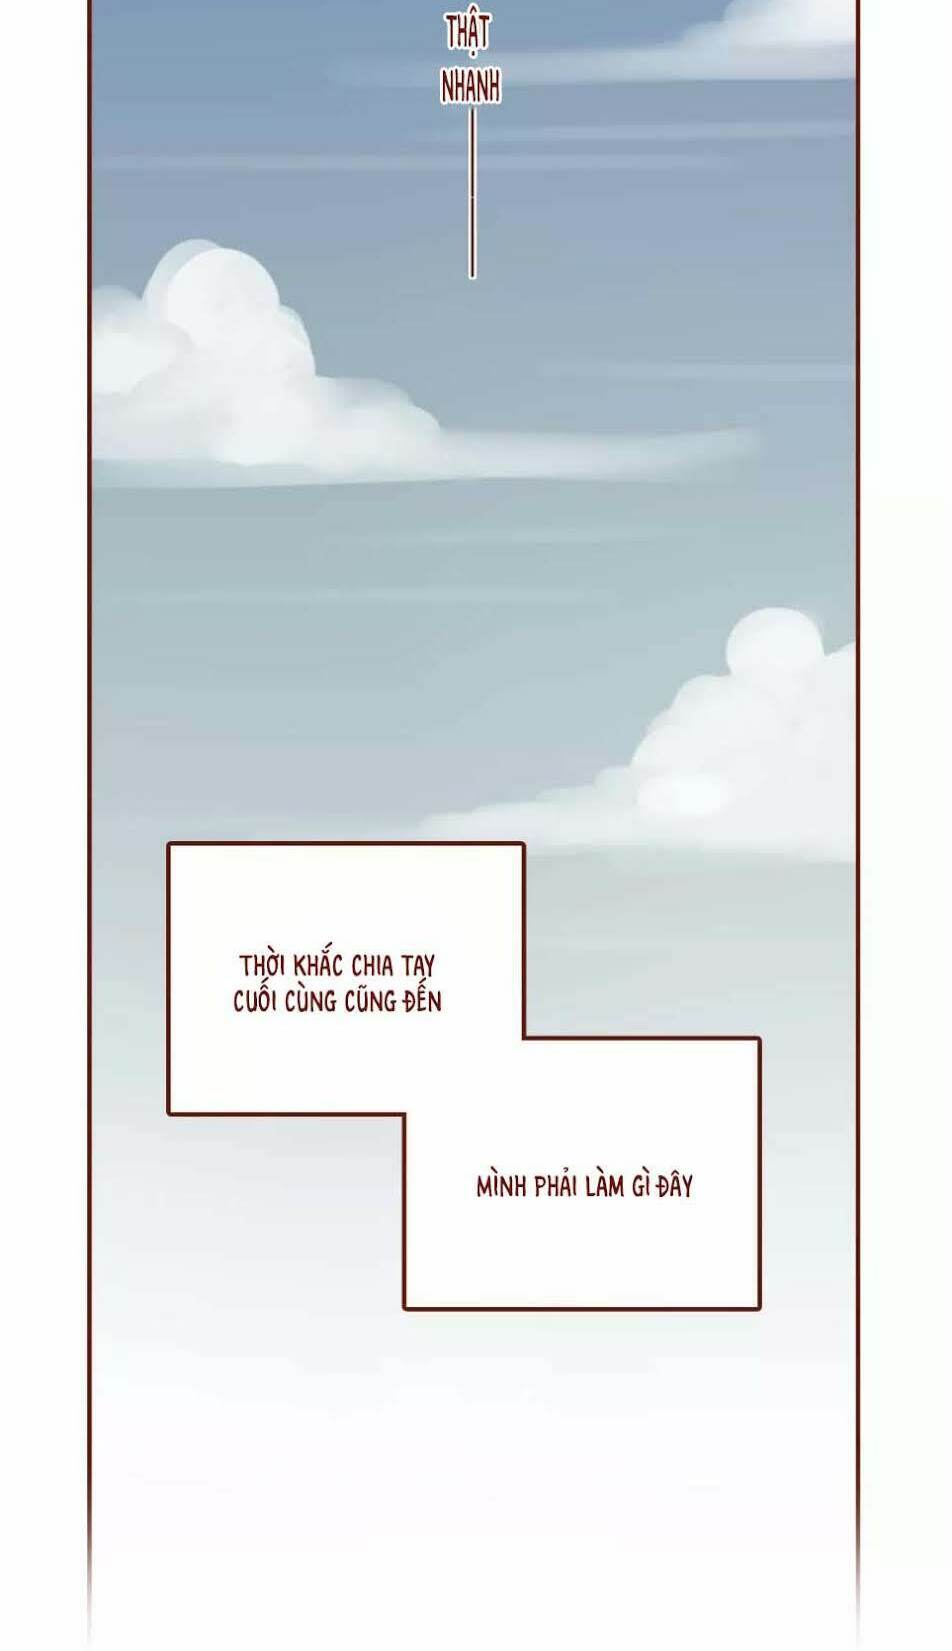 THẬT
NHANH
THỜI KHẮC CHIA TAY
CUỐI CÙNG CŨNG ĐẾN
MÌNH PHẢI LÀM GÌ ĐÂY